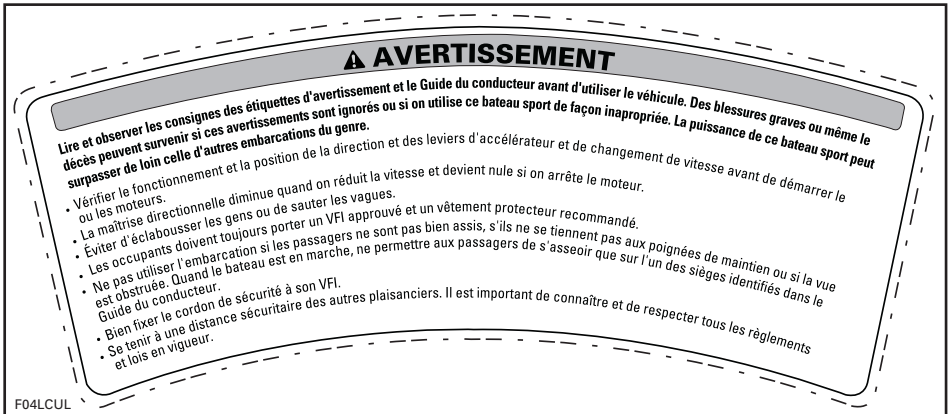 AVERTISSEMENT
Lire et observer les consignes des étiquettes d'avertissement et le Guide du conducteur avant d'utiliser le véhicule. Des blessures graves ou même le
décès peuvent survenir si ces avertissements sont ignorés ou si on utilise ce bateau sport de façon inapropriée. La puissance de ce bateau sport peut
surpasser de loin celle d'autres embarcations du genre.
• Vérifier le fonctionnement et la position de la direction et des leviers d'accélérateur et de changement de vitesse avant de démarrer le
ou les moteurs.
• La maîtrise directionnelle diminue quand on réduit la vitesse et devient nule si on arrête le moteur.
• Éviter d'éclabousser les gens ou de sauter les vagues.
• Les occupants doivent toujours porter un VFI approuvé et un vêtement protecteur recommandé.
• Ne pas utiliser l'embarcation si les passagers ne sont pas bien assis, s'ils ne se tiennent pas aux poignées de maintien ou si la vue
est obstruée. Quand le bateau est en marche, ne permettre aux passagers de s'asseoir que sur l'un des sièges identifiés dans le
Guide du conducteur.
• Bien fixer le cordon de sécurité à son VFI.
• Se tenir à une distance sécuritaire des autres plaisanciers. Il est important de connaître et de respecter tous les règlements
et lois en vigueur.
F04LCUL